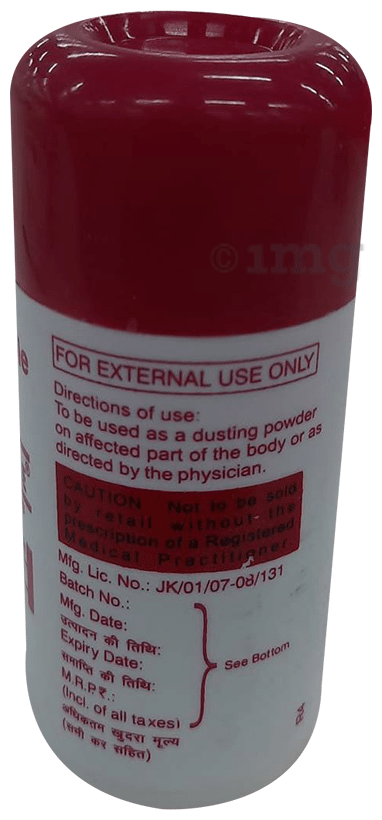 © 1mg
FOR EXTERNAL USE ONLY
Directions of use:
To be used as a dusting powder
on affected part of the body or as
directed by the physician.
CAUTION Not to be sold
by retail without the
prescription of a Registered
Medical Practitioner.
Mfg. Lic. No.: JK/01/07-08/131
Batch No.:
Mfg. Date:
उत्पादन की तिथि:
Expiry Date:
समाप्ति की तिथि:
M.R.P.₹.:
(Incl. of all taxes)
अधिकतम खुदरा मूल्य
(सभी कर सहित)
See Bottom